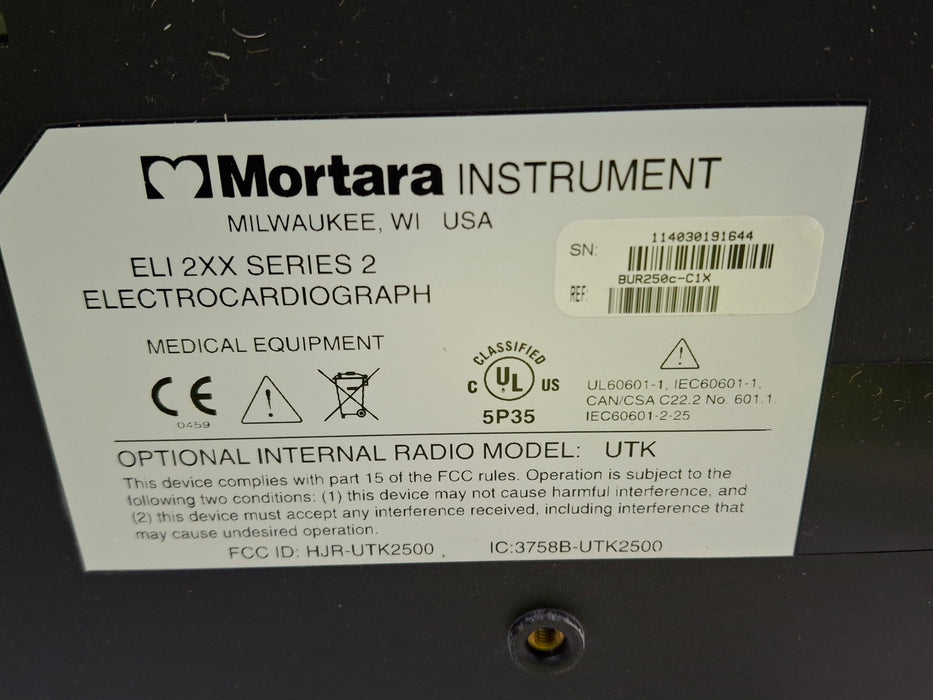 Mortara INSTRUMENT
MILWAUKEE, WI USA
ELI 2XX SERIES 2
ELECTROCARDIOGRAPH
SN: 114030191644
BUR250c-C1X
REF:
MEDICAL EQUIPMENT
CE
0459
CLASSIFIED
C UL US
5P35
UL60601-1, IEC60601-1,
CAN/CSA C22.2 No. 601.1
IEC60601-2-25
OPTIONAL INTERNAL RADIO MODEL: UTK
This device complies with part 15 of the FCC rules. Operation is subject to the
following two conditions: (1) this device may not cause harmful interference, and
(2) this device must accept any interference received, including interference that
may cause undesired operation.
FCC ID: HJR-UTK2500 IC:3758B-UTK2500